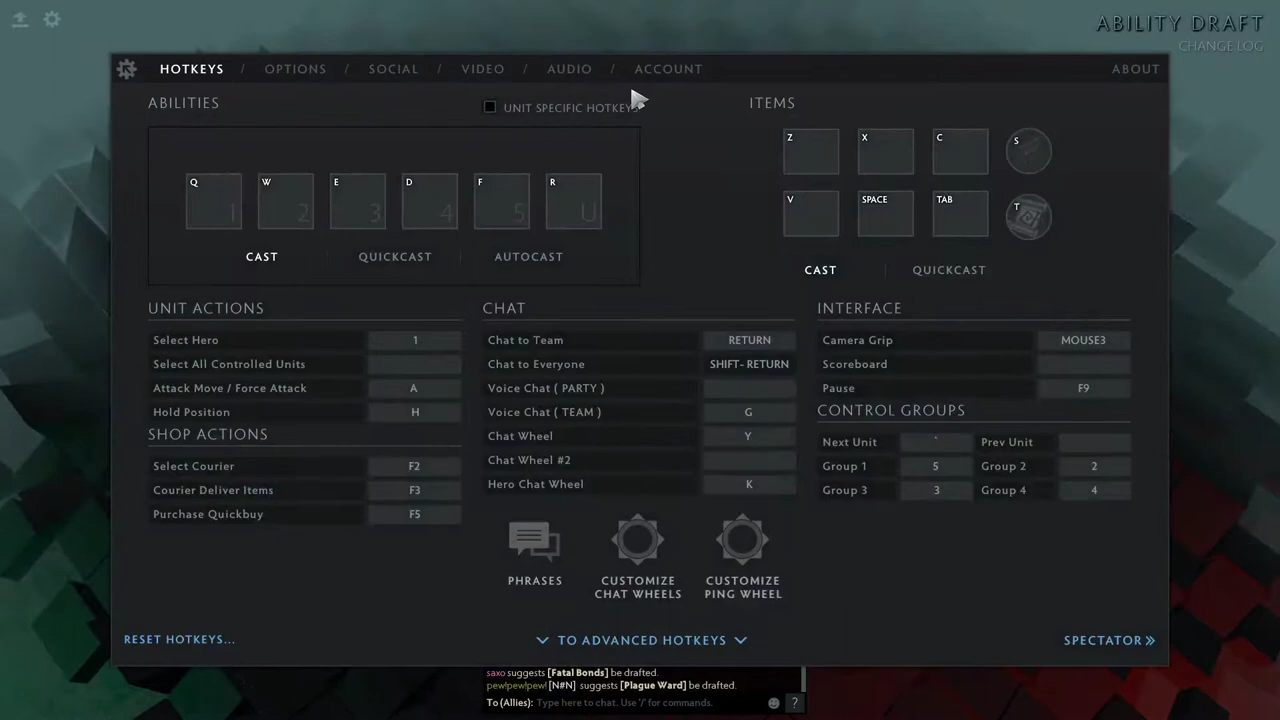 ABILITY DRAFT
CHANGE LOG
HOTKEYS / OPTIONS / SOCIAL / VIDEO / AUDIO / ACCOUNT ABOUT
ABILITIES
UNIT SPECIFIC HOTKEYS
ITEMS
Q W E D F R
1 2 3 4 5 U
CAST QUICKCAST AUTOCAST
Z X C S
V SPACE TAB T
CAST QUICKCAST
UNIT ACTIONS
Select Hero 1
Select All Controlled Units
Attack Move / Force Attack A
Hold Position H
SHOP ACTIONS
Select Courier F2
Courier Deliver Items F3
Purchase Quickbuy F5
CHAT
Chat to Team RETURN
Chat to Everyone SHIFT- RETURN
Voice Chat ( PARTY )
Voice Chat ( TEAM ) G
Chat Wheel Y
Chat Wheel #2
Hero Chat Wheel K
PHRASES
CUSTOMIZE
CHAT WHEELS
CUSTOMIZE
PING WHEEL
INTERFACE
Camera Grip MOUSE3
Scoreboard
Pause F9
CONTROL GROUPS
Next Unit ` Prev Unit
Group 1 5 Group 2 2
Group 3 3 Group 4 4
RESET HOTKEYS...
TO ADVANCED HOTKEYS
SPECTATOR
saxo suggests [Fatal Bonds] be drafted.
pew!pew!pew! [N#N] suggests [Plague Ward] be drafted.
To (Allies): Type here to chat. Use '/' for commands.
?